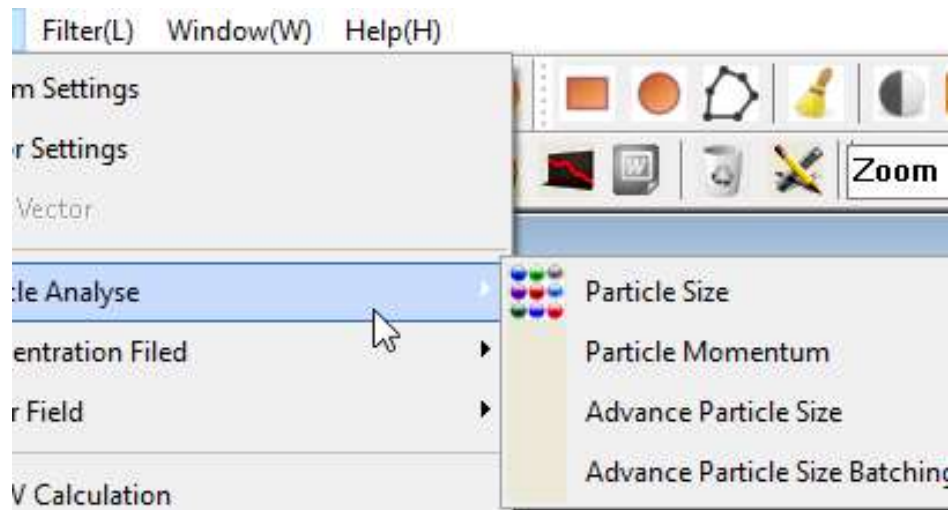 Filter(L) Window(W) Help(H)
m Settings
r Settings
Vector
Zoom
cle Analyse
Particle Size
Particle Momentum
entration Filed
Advance Particle Size
r Field
Advance Particle Size Batching
V Calculation